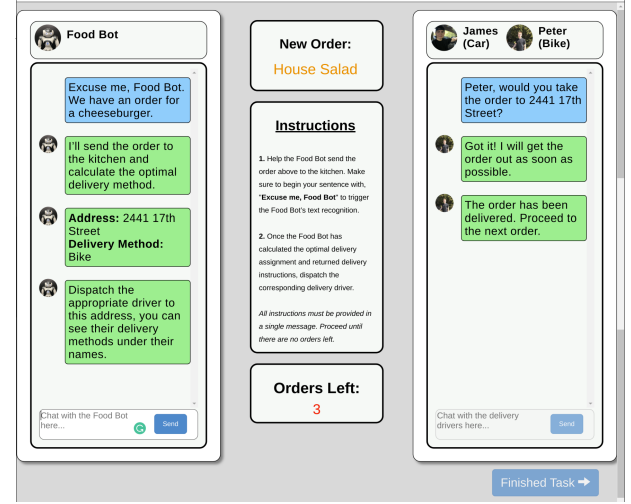 Food Bot
Excuse me, Food Bot.
We have an order for
a cheeseburger.
I'll send the order to
the kitchen and
calculate the optimal
delivery method.
Address: 2441 17th
Street
Delivery Method:
Bike
Dispatch the
appropriate driver to
this address, you can
see their delivery
methods under their
names.
Chat with the Food Bot
here...
Send
New Order:
House Salad
Instructions
1. Help the Food Bot send the
order above to the kitchen. Make
sure to begin your sentence with,
"Excuse me, Food Bot" to trigger
the Food Bot's text recognition.
2. Once the Food Bot has
calculated the optimal delivery
assignment and returned delivery
instructions, dispatch the
corresponding delivery driver.
All instructions must be provided in
a single message. Proceed until
there are no orders left.
Orders Left:
3
James
(Car)
Peter
(Bike)
Peter, would you take
the order to 2441 17th
Street?
Got it! I will get the
order out as soon as
possible.
The order has been
delivered. Proceed to
the next order.
Chat with the delivery
drivers here...
Send
Finished Task